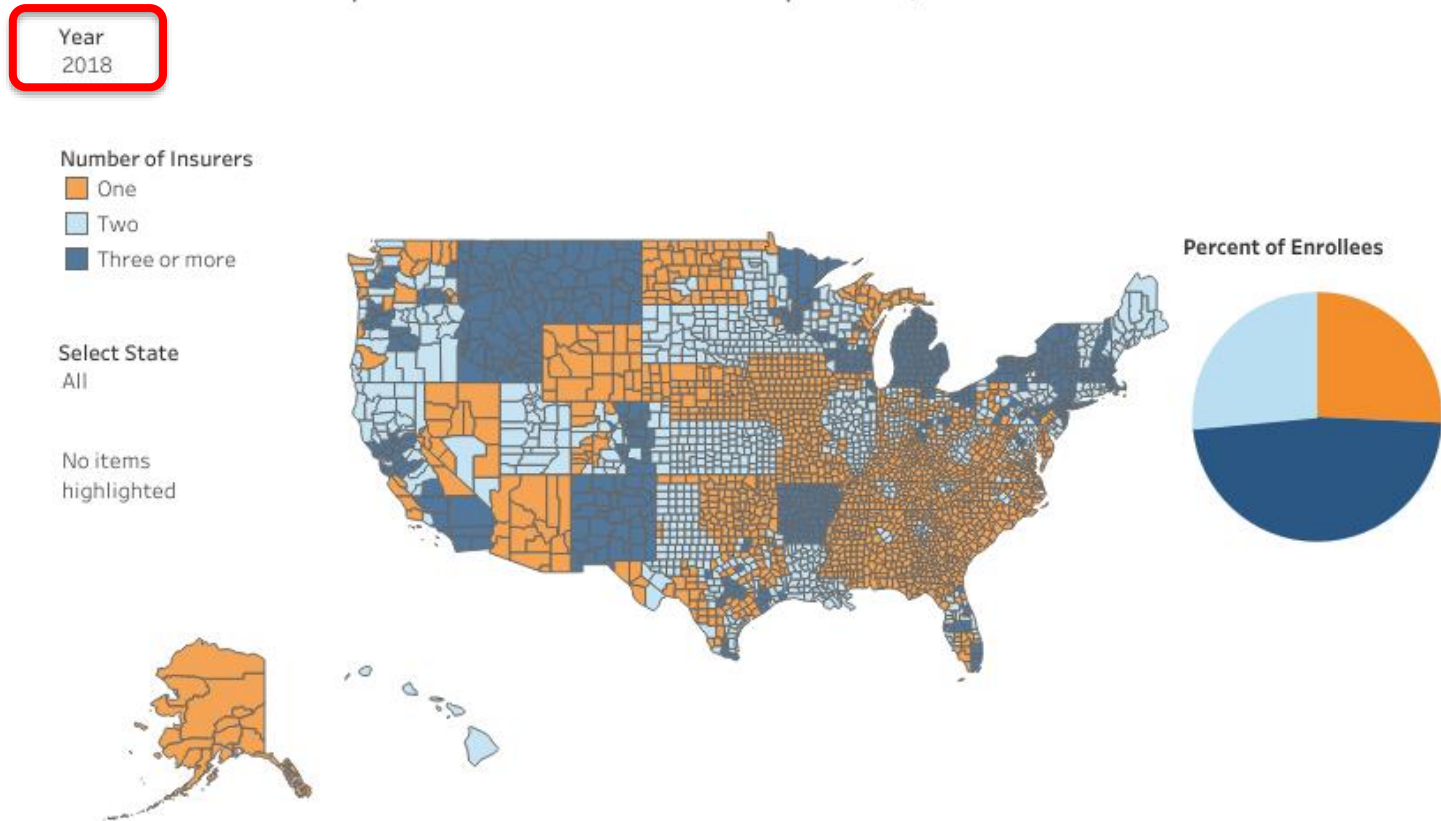 Year
2018
Number of Insurers
One
Two
Three or more
Percent of Enrollees
Select State
All
No items
highlighted